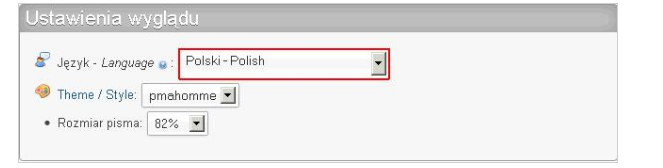 Ustawienia wyglądu
Język - Language : Polski - Polish
Theme / Style: pmahomme
• Rozmiar pisma: 82%